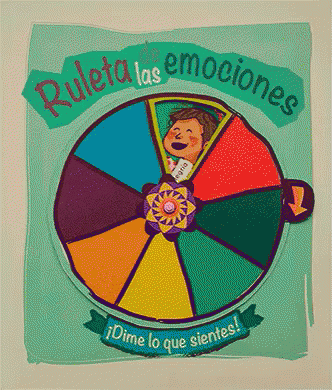 Ruleta
las emociones
¡Dime lo que sientes!